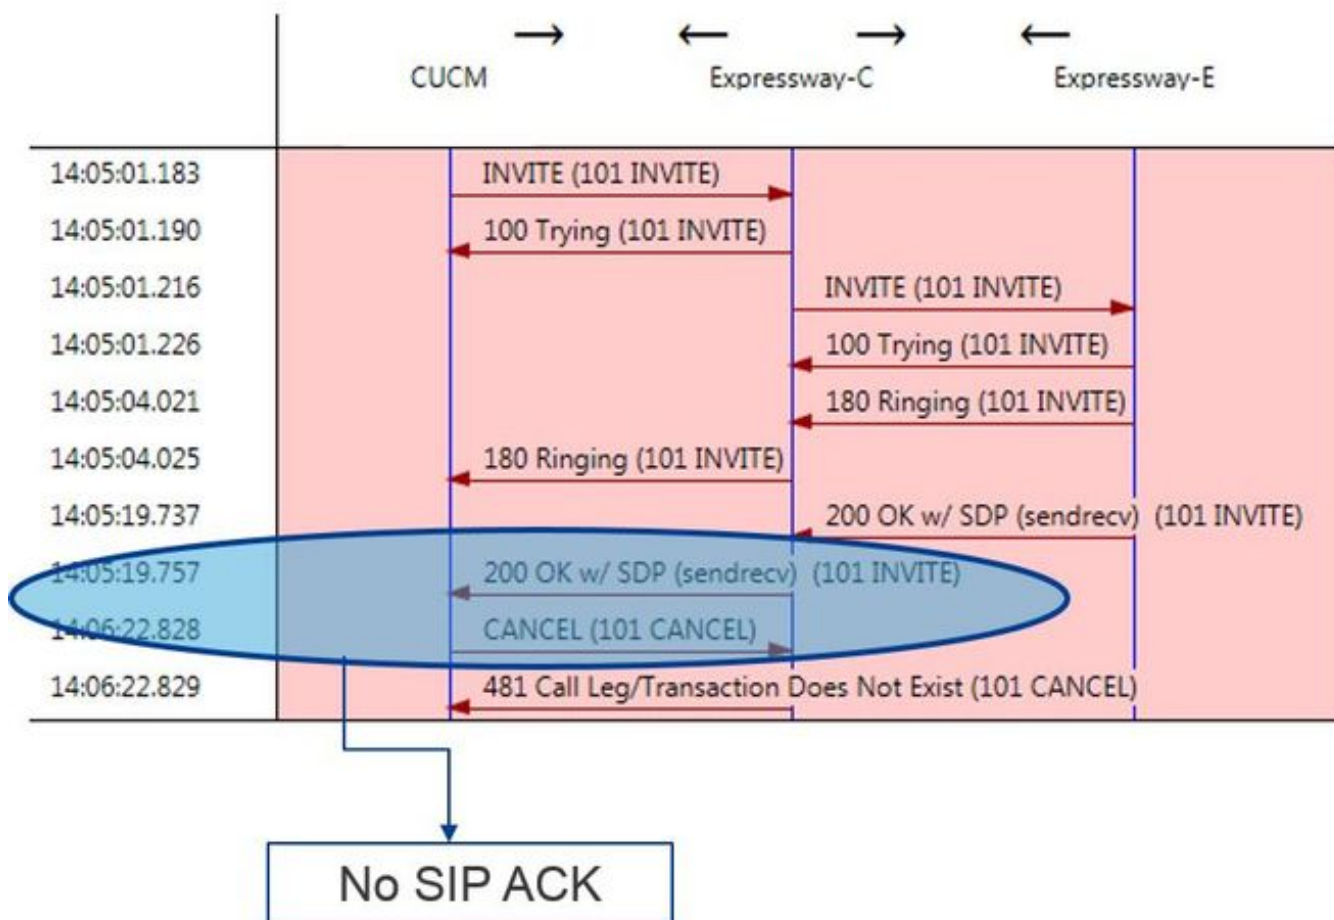 CUCM Expressway-C Expressway-E
14:05:01.183 INVITE (101 INVITE)
14:05:01.190 100 Trying (101 INVITE)
14:05:01.216 INVITE (101 INVITE)
14:05:01.226 100 Trying (101 INVITE)
14:05:04.021 180 Ringing (101 INVITE)
14:05:04.025 180 Ringing (101 INVITE)
14:05:19.737 200 OK w/ SDP (sendrecv) (101 INVITE)
14:05:19.757 200 OK w/ SDP (sendrecv) (101 INVITE)
14:06:22.828 CANCEL (101 CANCEL)
14:06:22.829 481 Call Leg/Transaction Does Not Exist (101 CANCEL)
No SIP ACK